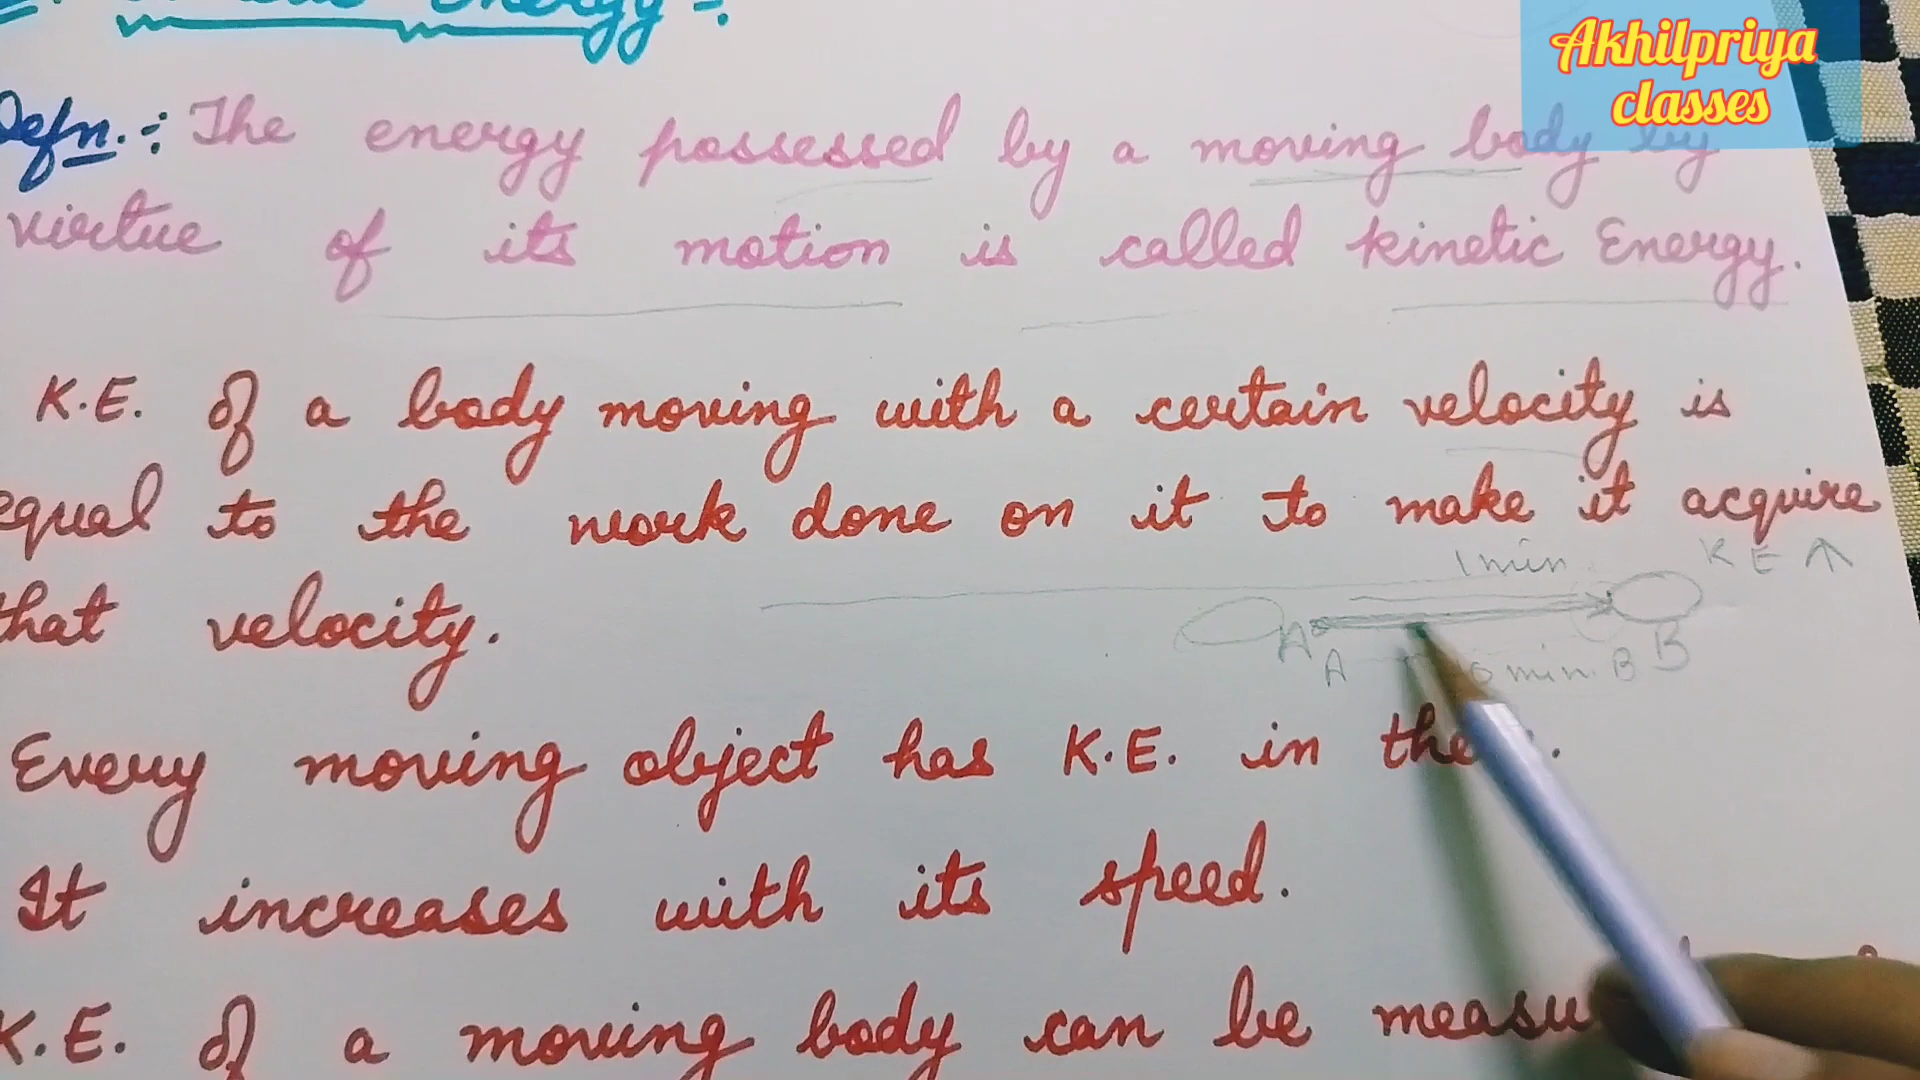 Energy -:
Akhilpriya
classes
Defn. -: The energy possessed by a moving body by
virtue of its motion is called kinetic Energy.
K.E. of a body moving with a certain velocity is
equal to the work done on it to make it acquire
that velocity.
1 min K E ↑
A B
A min. B
Every moving object has K.E. in
It increases with its speed.
K.E. of a moving body can be